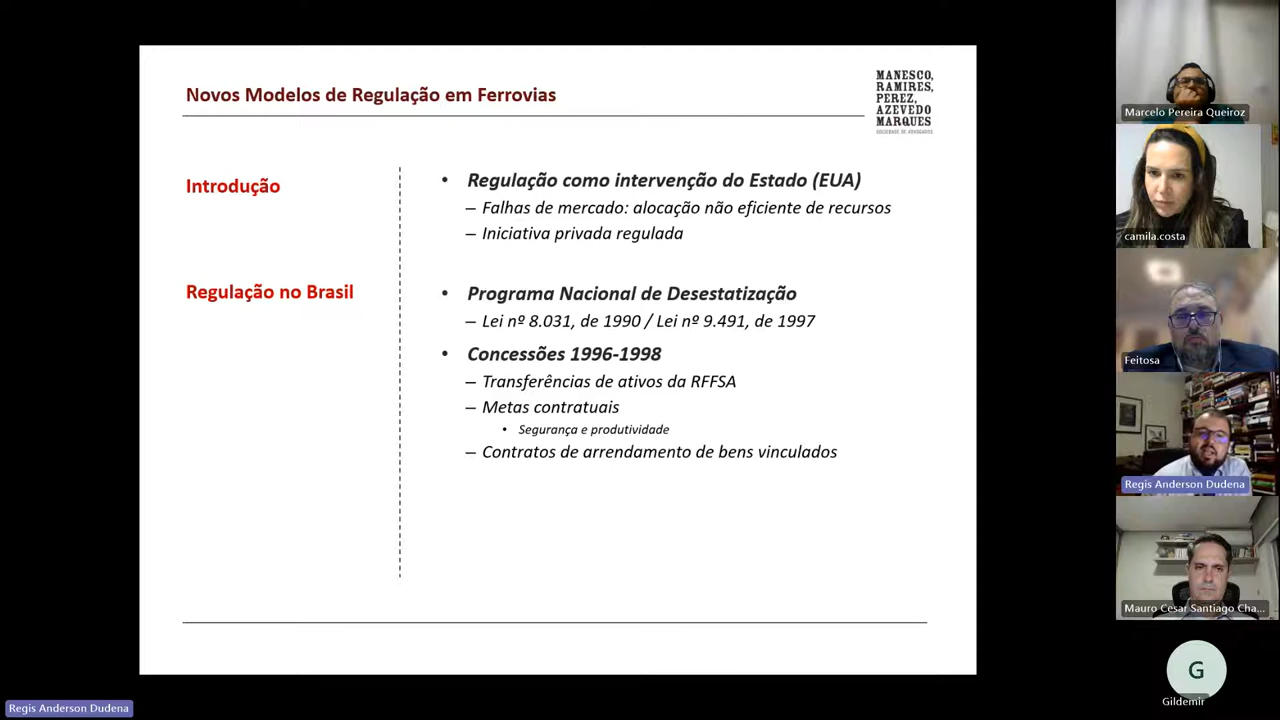 Novos Modelos de Regulação em Ferrovias
MANESCO,
RAMIRES,
PEREZ,
AZEVEDO
MARQUES
SOCIEDADE DE ADVOGADOS
Introdução
• Regulação como intervenção do Estado (EUA)
– Falhas de mercado: alocação não eficiente de recursos
– Iniciativa privada regulada
Regulação no Brasil
• Programa Nacional de Desestatização
– Lei nº 8.031, de 1990 / Lei nº 9.491, de 1997
• Concessões 1996-1998
– Transferências de ativos da RFFSA
– Metas contratuais
• Segurança e produtividade
– Contratos de arrendamento de bens vinculados
Marcelo Pereira Queiroz
camila.costa
Feitosa
Regis Anderson Dudena
Mauro Cesar Santiago Cha...
G
Gildemir
Regis Anderson Dudena